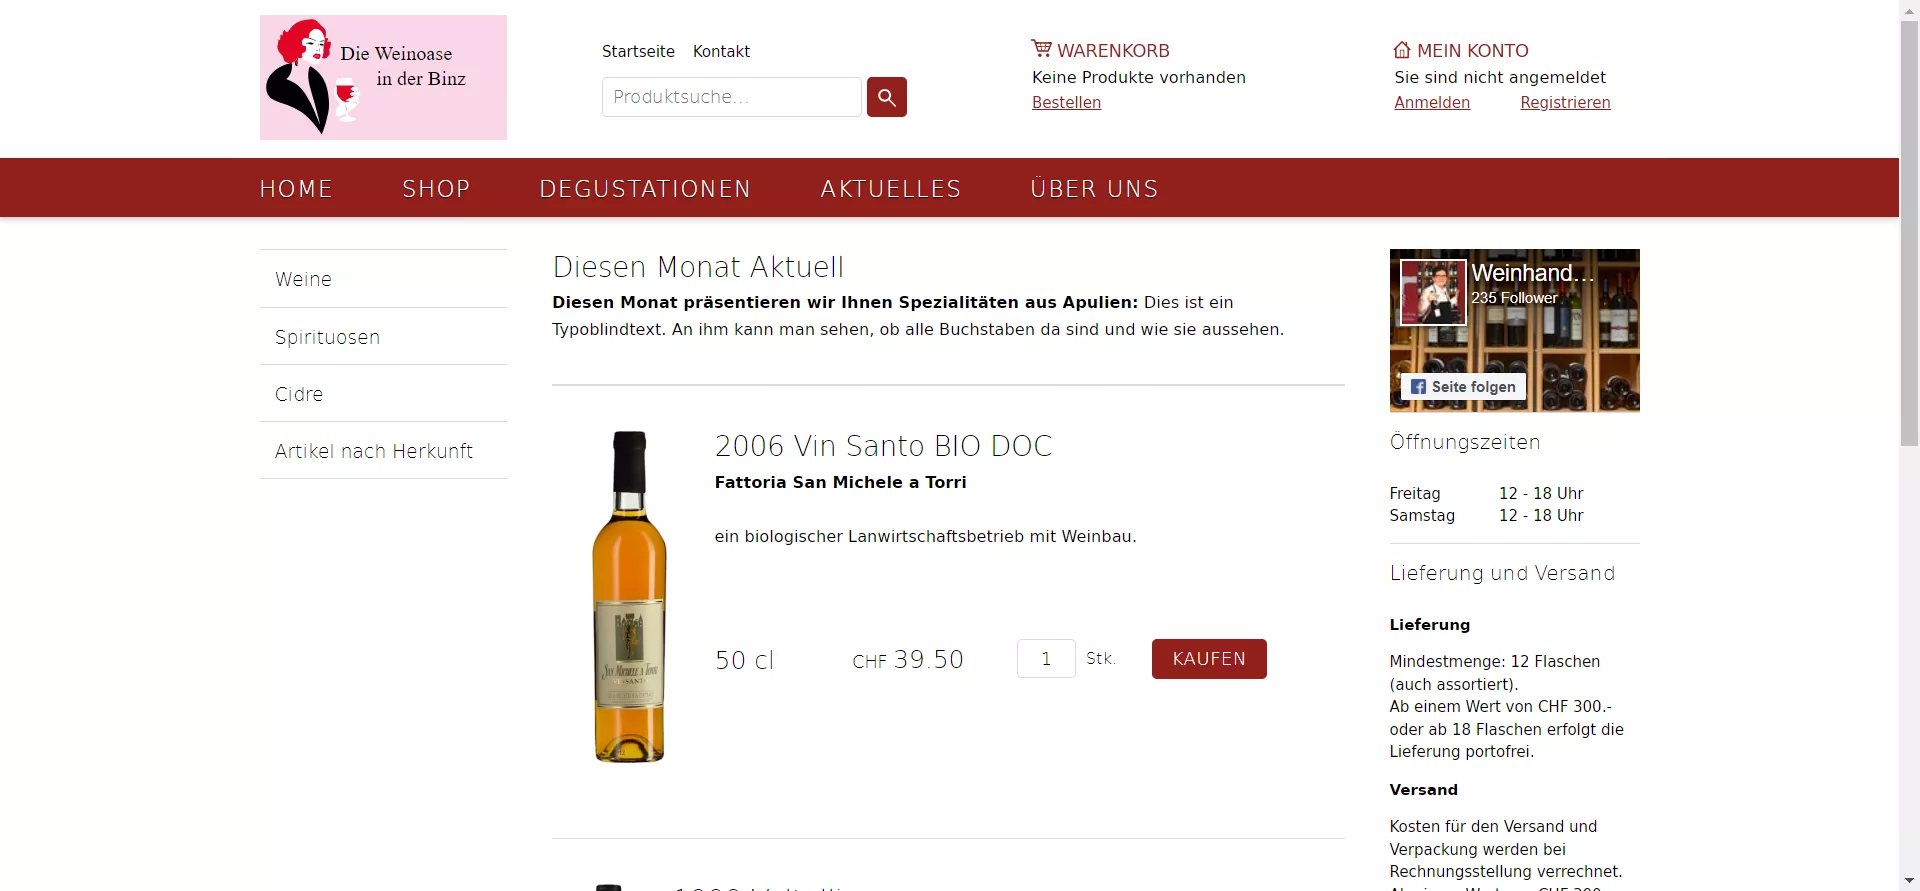 Die Weinoase
in der Binz
Startseite Kontakt
Produktsuche...
WARENKORB
Keine Produkte vorhanden
Bestellen
MEIN KONTO
Sie sind nicht angemeldet
Anmelden Registrieren
HOME SHOP DEGUSTATIONEN AKTUELLES ÜBER UNS
Weine
Spirituosen
Cidre
Artikel nach Herkunft
Diesen Monat Aktuell
Diesen Monat präsentieren wir Ihnen Spezialitäten aus Apulien: Dies ist ein
Typoblindtext. An ihm kann man sehen, ob alle Buchstaben da sind und wie sie aussehen.
2006 Vin Santo BIO DOC
Fattoria San Michele a Torri
ein biologischer Lanwirtschaftsbetrieb mit Weinbau.
San Michele a Torri
50 cl CHF 39.50 1 Stk. KAUFEN
Weinhand...
235 Follower
Seite folgen
Öffnungszeiten
Freitag 12 - 18 Uhr
Samstag 12 - 18 Uhr
Lieferung und Versand
Lieferung
Mindestmenge: 12 Flaschen
(auch assortiert).
Ab einem Wert von CHF 300.-
oder ab 18 Flaschen erfolgt die
Lieferung portofrei.
Versand
Kosten für den Versand und
Verpackung werden bei
Rechnungsstellung verrechnet.